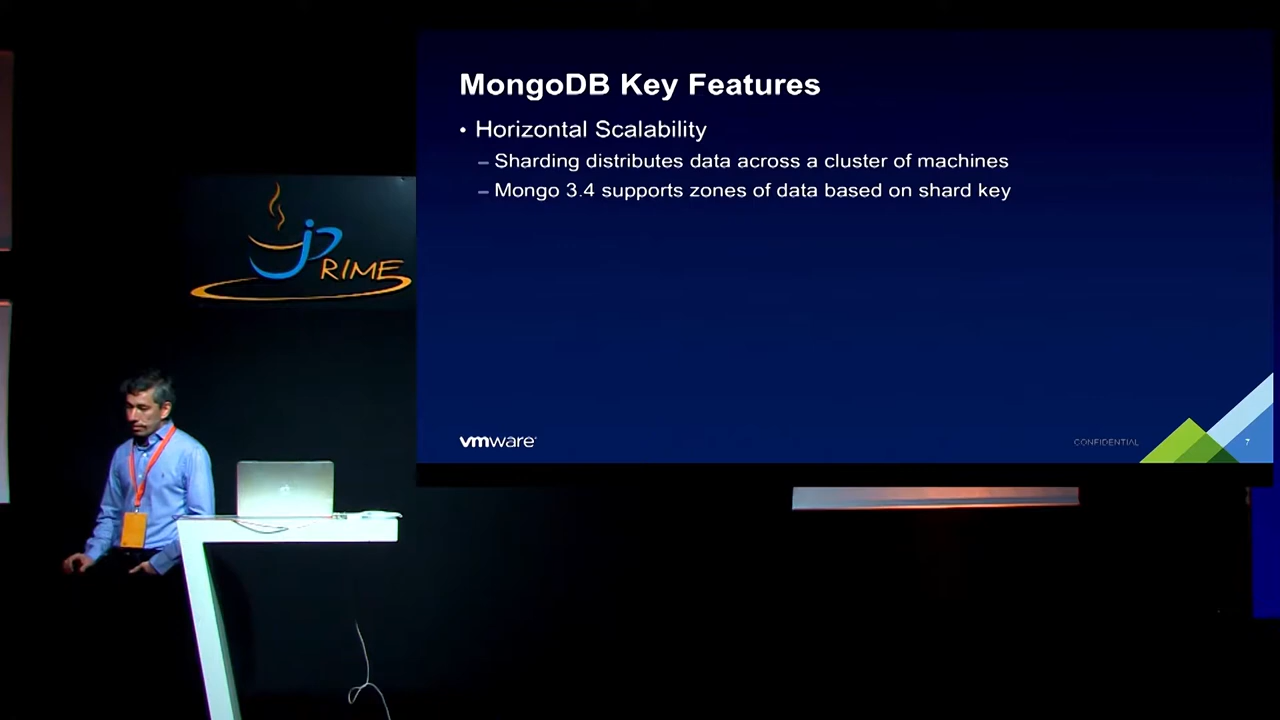 MongoDB Key Features
• Horizontal Scalability
– Sharding distributes data across a cluster of machines
– Mongo 3.4 supports zones of data based on shard key
jPRIME
vmware
CONFIDENTIAL
7